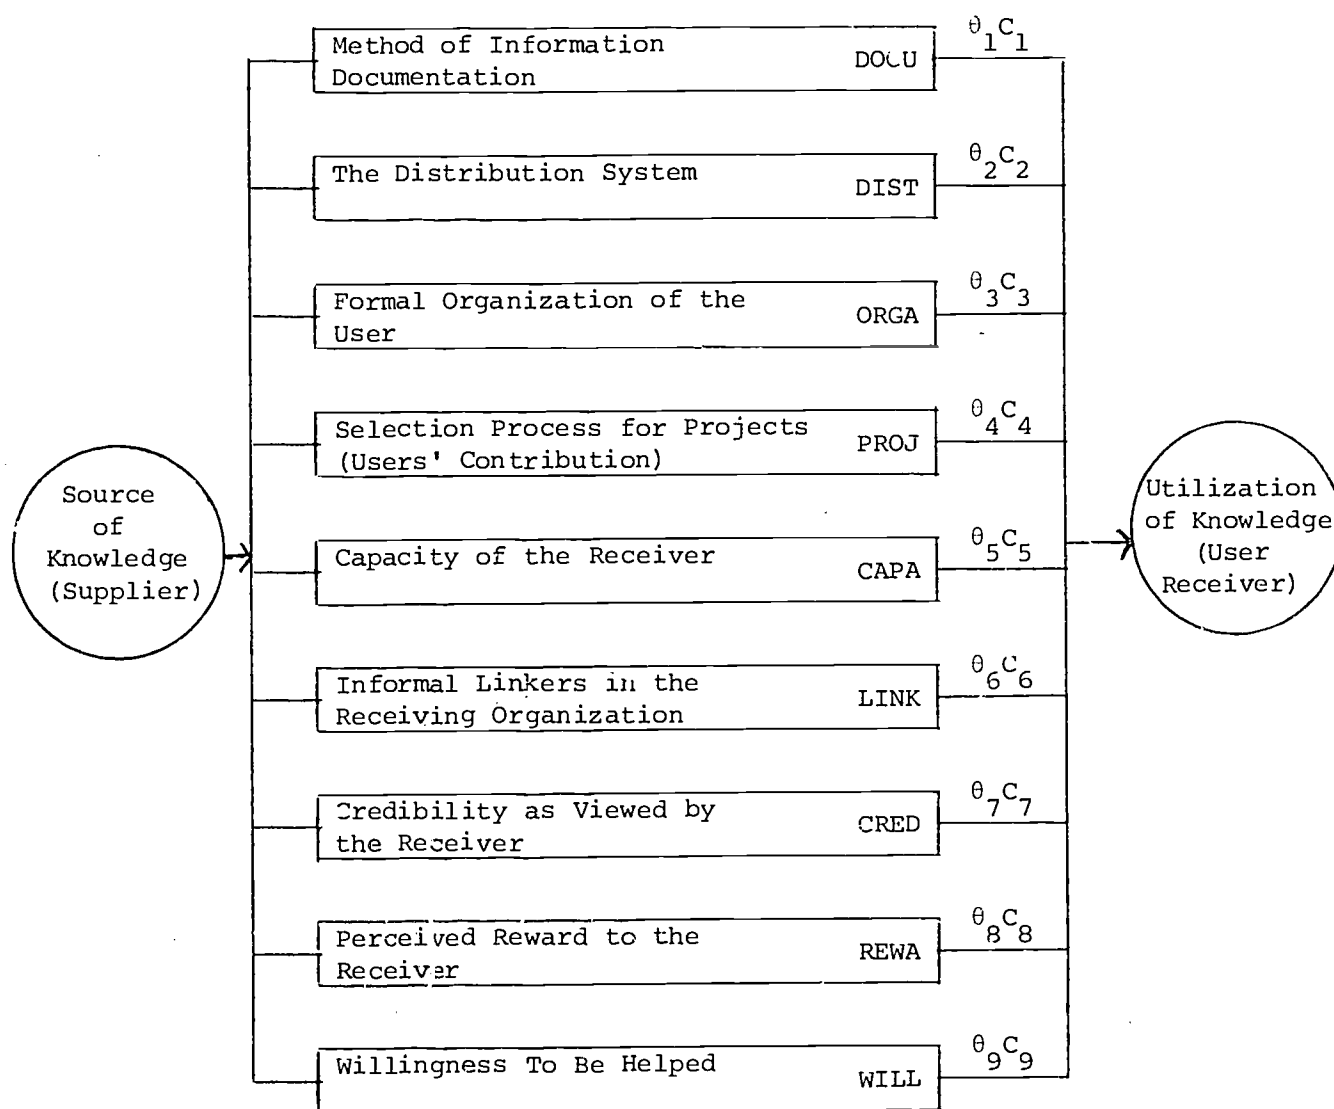 Method of Information
Documentation
DOCU
θ1C1
The Distribution System
DIST
θ2C2
Formal Organization of the
User
ORGA
θ3C3
Selection Process for Projects
(Users' Contribution)
PROJ
θ4C4
Source
of
Knowledge
(Supplier)
Capacity of the Receiver
CAPA
θ5C5
Utilization
of Knowledge
(User
Receiver)
Informal Linkers in the
Receiving Organization
LINK
θ6C6
Credibility as Viewed by
the Receiver
CRED
θ7C7
Perceived Reward to the
Receiver
REWA
θ8C8
Willingness To Be Helped
WILL
θ9C9